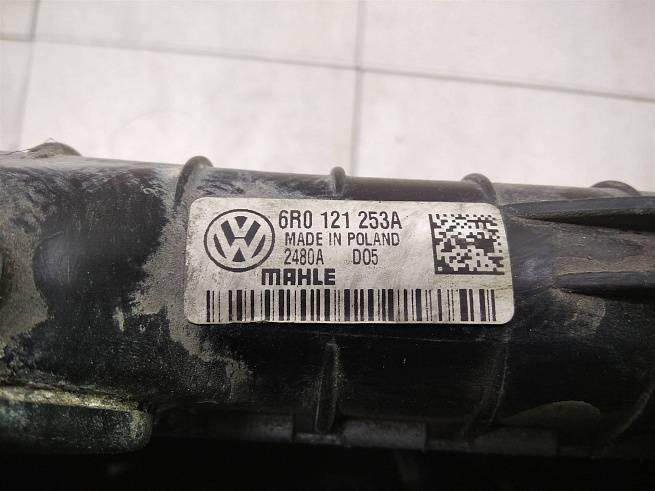 6R0 121 253A
MADE IN POLAND
2480A D05
MAHLE